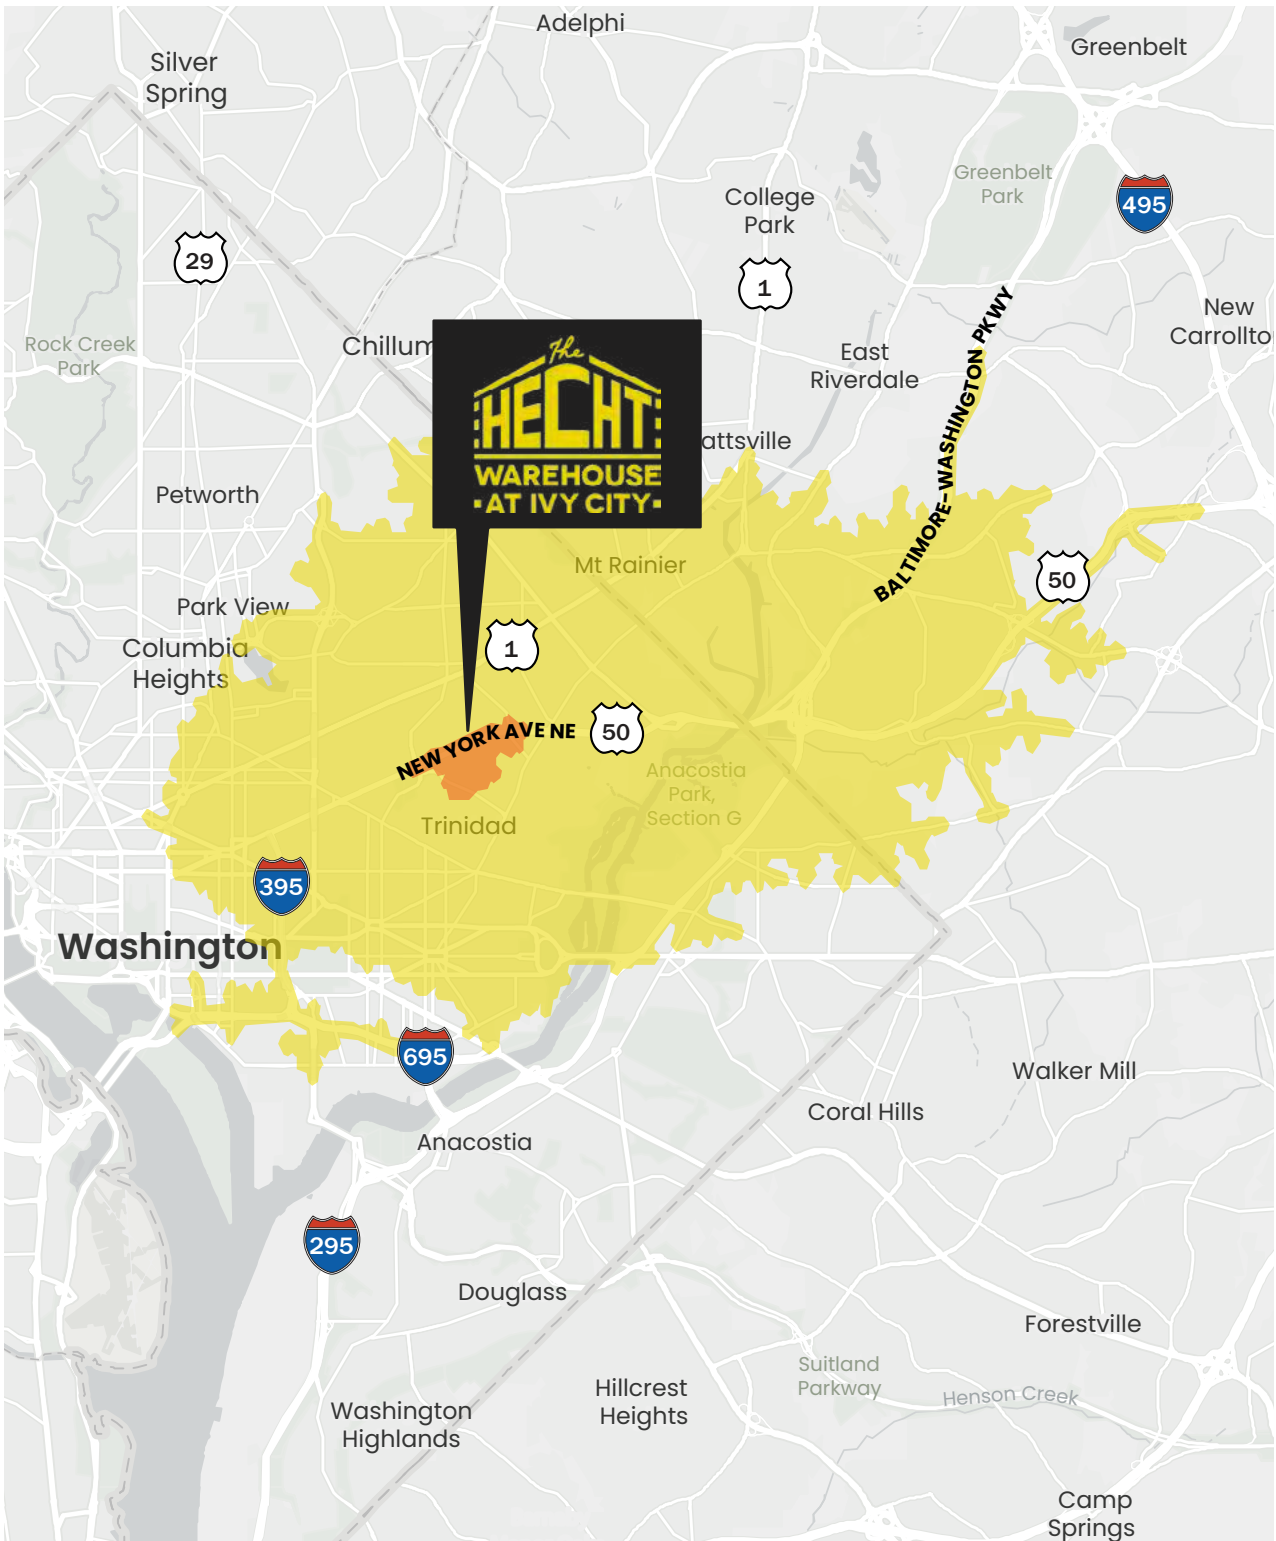 Adelphi
Greenbelt
Silver
Spring
Greenbelt
Park
College
Park
495
29
1
New
Carrollto
Rock Creek
Park
Chillum
East
Riverdale
BALTIMORE-WASHINGTON PKWY
The
HECHT
WAREHOUSE
AT IVY CITY
attsville
Petworth
Mt Rainier
50
Park View
Columbia
Heights
1
NEW YORK AVE NE
50
Anacostia
Park,
Section G
Trinidad
395
Washington
695
Walker Mill
Coral Hills
Anacostia
295
Douglass
Forestville
Suitland
Parkway
Henson Creek
Hillcrest
Heights
Washington
Highlands
Camp
Springs